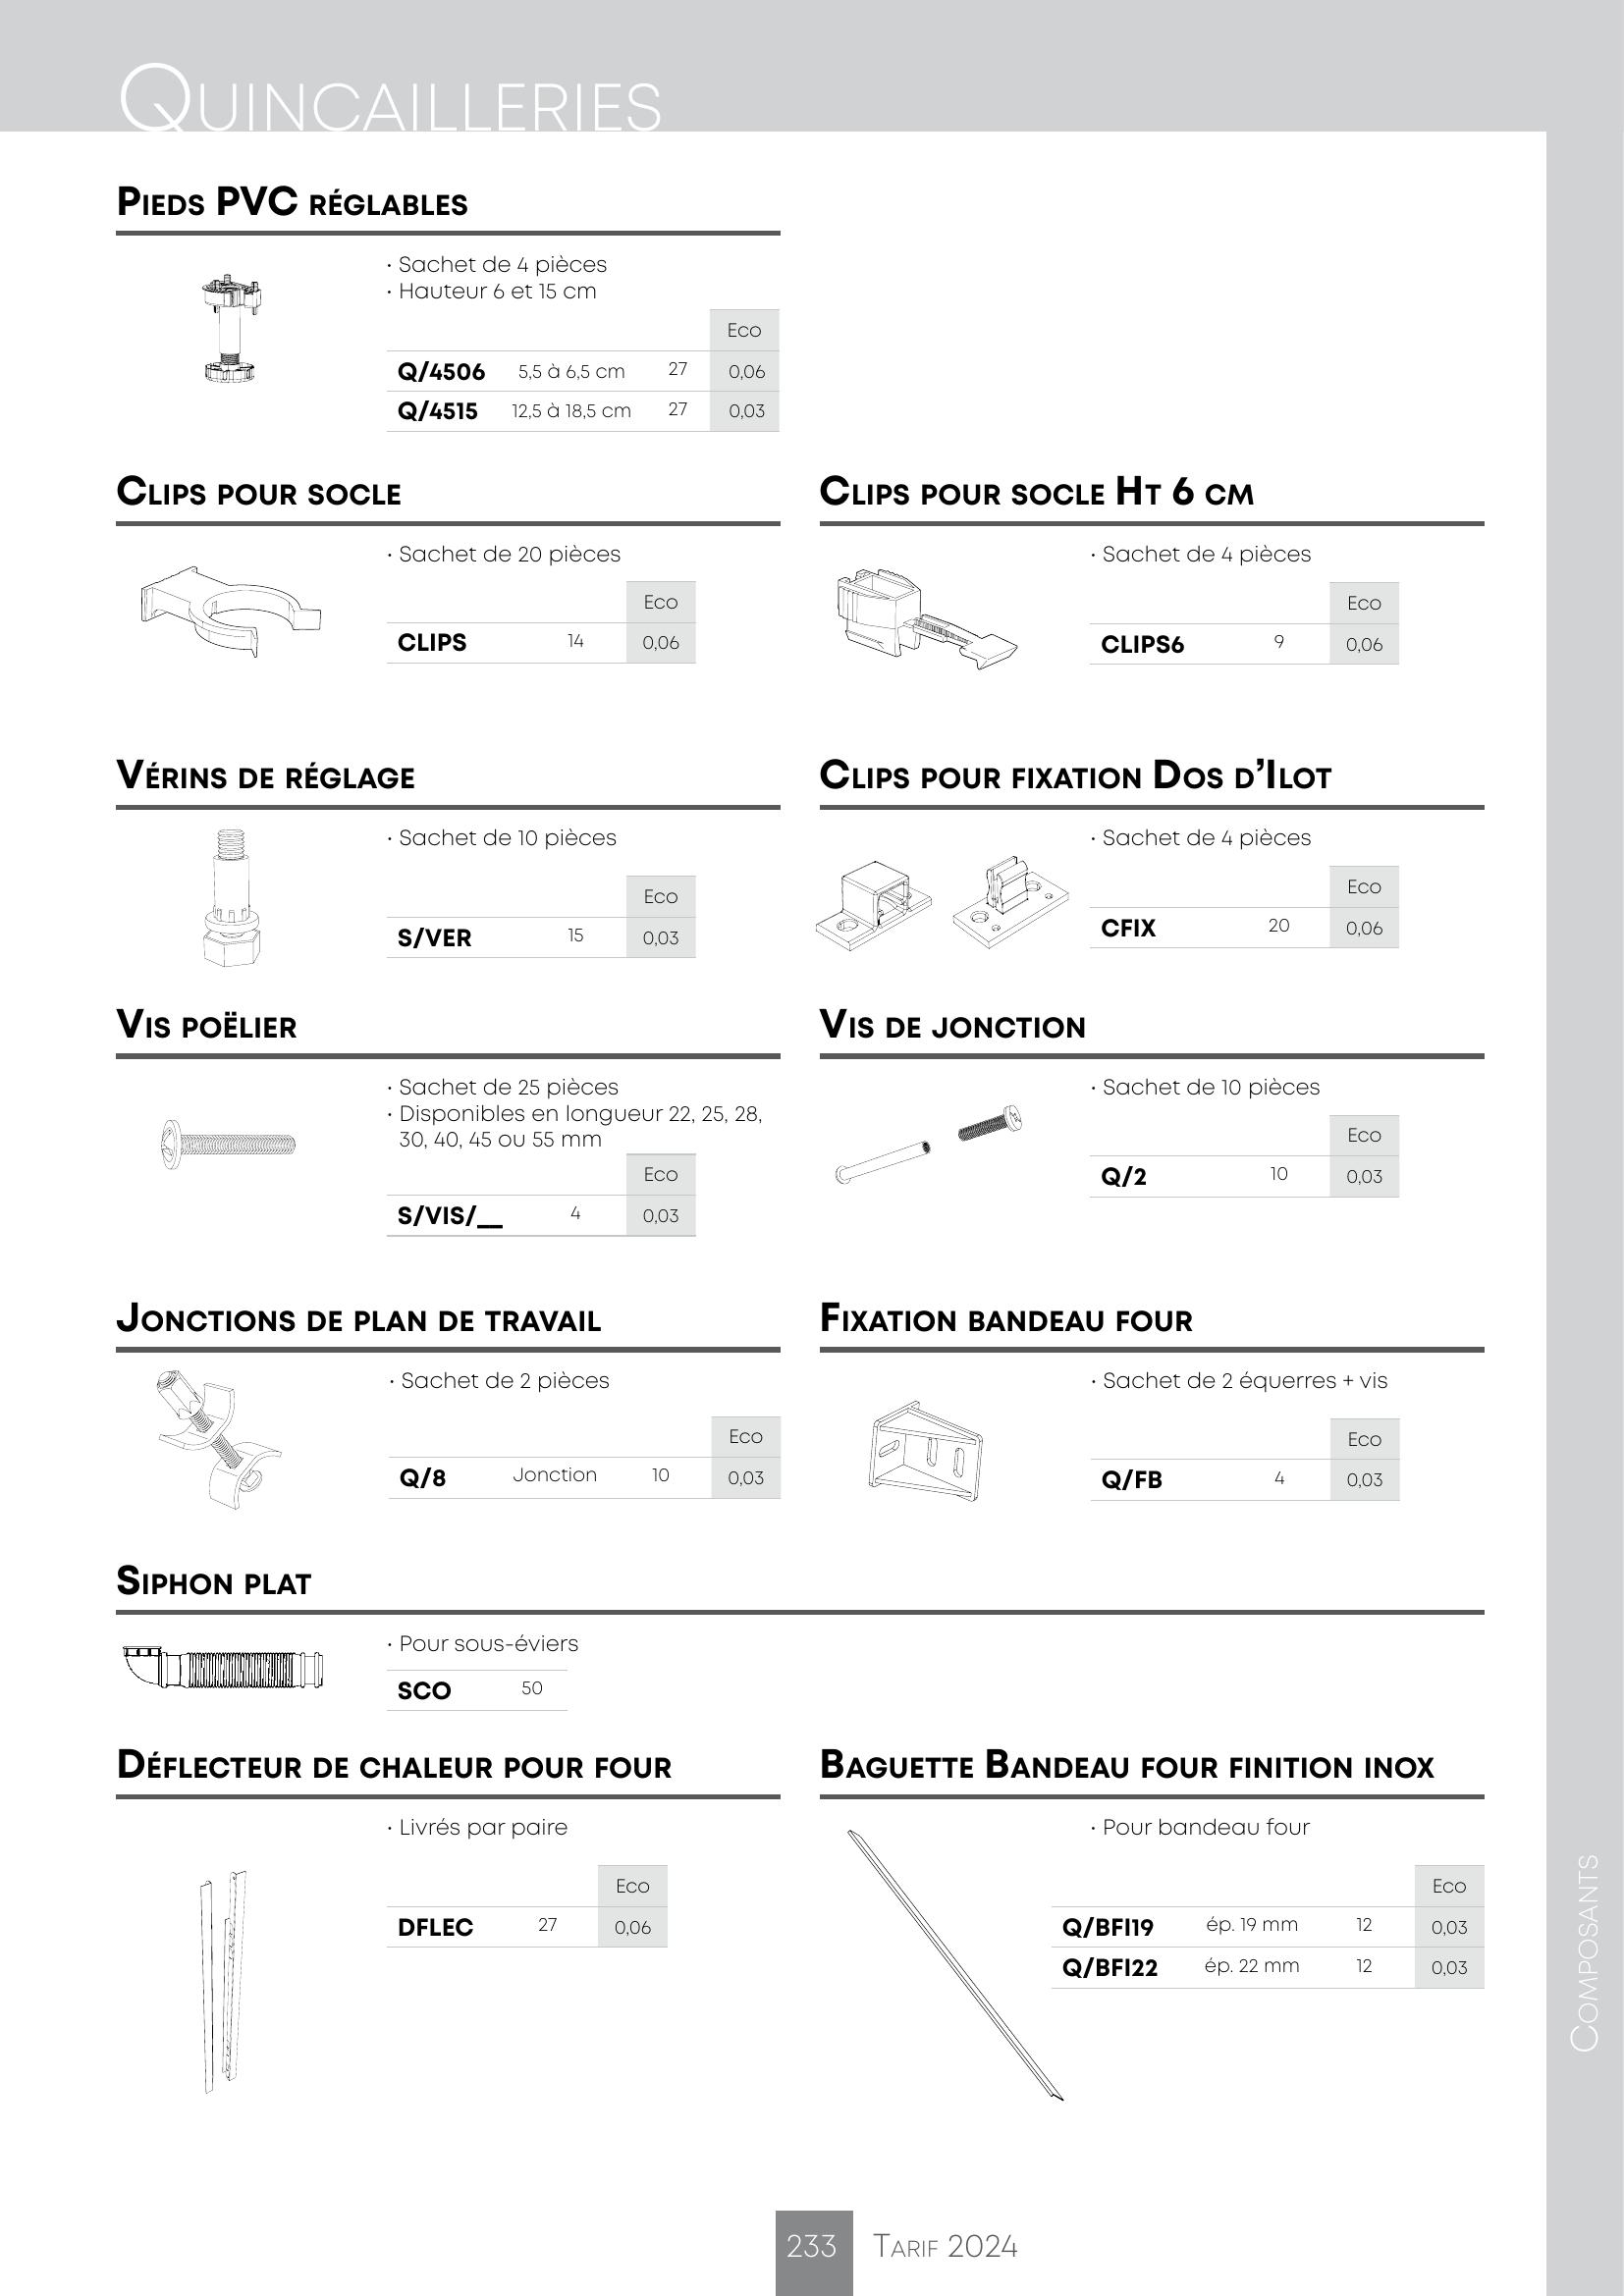 Quincailleries
Pieds PVC réglables
· Sachet de 4 pièces
· Hauteur 6 et 15 cm
Eco
Q/4506 5,5 à 6,5 cm 27 0,06
Q/4515 12,5 à 18,5 cm 27 0,03
Clips pour socle
· Sachet de 20 pièces
Eco
CLIPS 14 0,06
Clips pour socle Ht 6 cm
· Sachet de 4 pièces
Eco
CLIPS6 9 0,06
Vérins de réglage
· Sachet de 10 pièces
Eco
S/VER 15 0,03
Clips pour fixation Dos d’Ilot
· Sachet de 4 pièces
Eco
CFIX 20 0,06
Vis poëlier
· Sachet de 25 pièces
· Disponibles en longueur 22, 25, 28,
30, 40, 45 ou 55 mm
Eco
S/VIS/__ 4 0,03
Vis de jonction
· Sachet de 10 pièces
Eco
Q/2 10 0,03
Jonctions de plan de travail
· Sachet de 2 pièces
Eco
Q/8 Jonction 10 0,03
Fixation bandeau four
· Sachet de 2 équerres + vis
Eco
Q/FB 4 0,03
Siphon plat
· Pour sous-éviers
SCO 50
Déflecteur de chaleur pour four
· Livrés par paire
Eco
DFLEC 27 0,06
Baguette Bandeau four finition inox
· Pour bandeau four
Eco
Q/BFI19 ép. 19 mm 12 0,03
Q/BFI22 ép. 22 mm 12 0,03
Composants
233 Tarif 2024